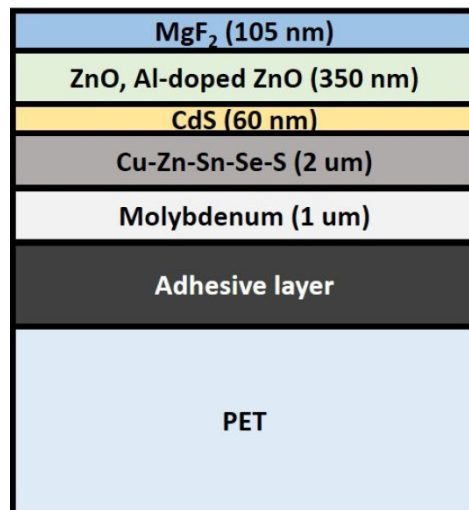 MgF₂ (105 nm)
ZnO, Al-doped ZnO (350 nm)
CdS (60 nm)
Cu-Zn-Sn-Se-S (2 um)
Molybdenum (1 um)
Adhesive layer
PET